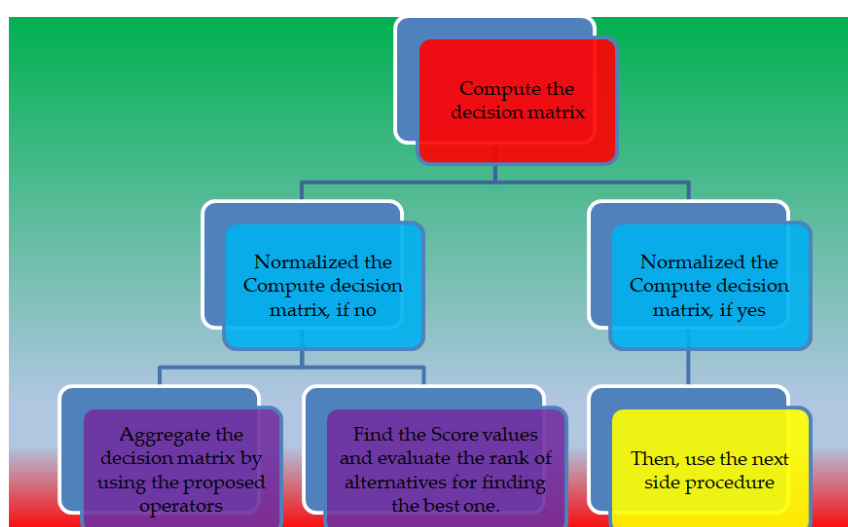 Compute the
decision matrix
Normalized the
Compute decision
matrix, if no
Normalized the
Compute decision
matrix, if yes
Aggregate the
decision matrix by
using the proposed
operators
Find the Score values
and evaluate the rank of
alternatives for finding
the best one.
Then, use the next
side procedure